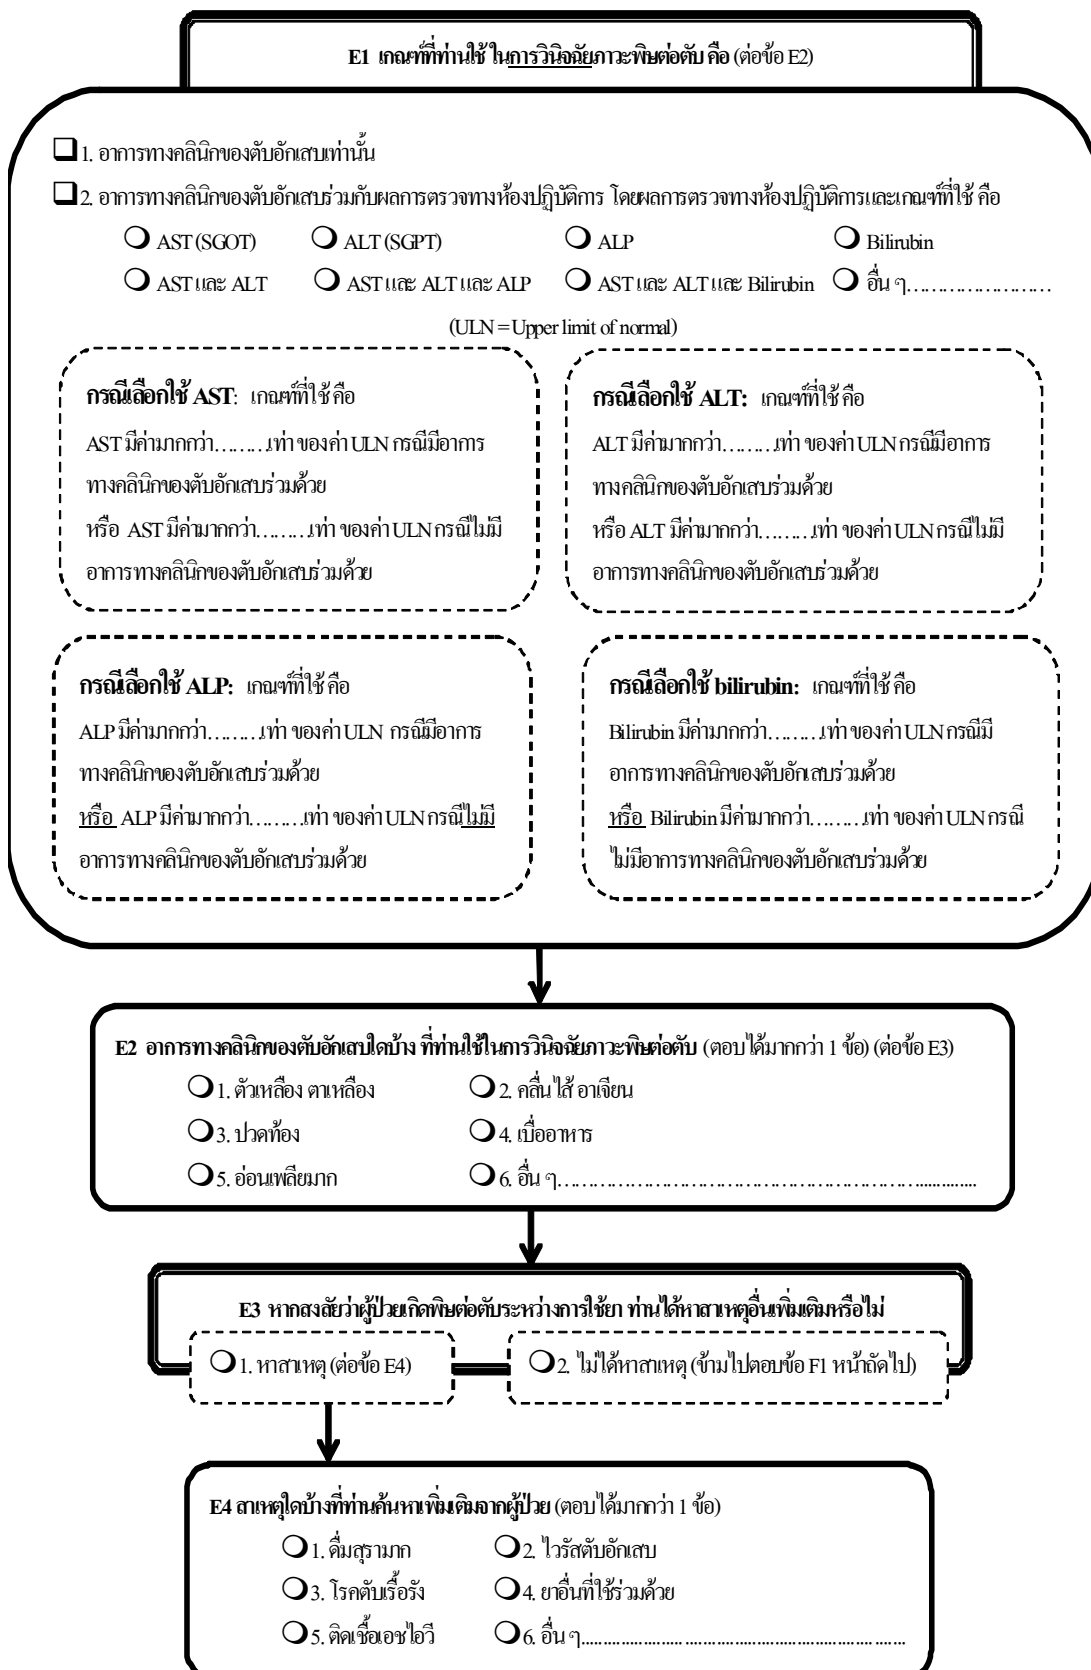 E1 เกณฑ์ที่ท่านใช้ ในการวินิจฉัยภาวะพิษต่อตับ คือ (ต่อข้อ E2)
1. อาการทางคลินิกของตับอักเสบเท่านั้น
2. อาการทางคลินิกของตับอักเสบร่วมกับผลการตรวจทางห้องปฏิบัติการ โดยผลการตรวจทางห้องปฏิบัติการและเกณฑ์ที่ใช้ คือ
AST (SGOT) ALT (SGPT) ALP Bilirubin
AST และ ALT AST และ ALT และ ALP AST และ ALT และ Bilirubin อื่น ๆ……………………
(ULN = Upper limit of normal)
กรณีเลือกใช้ AST: เกณฑ์ที่ใช้ คือ
AST มีค่ามากกว่า………เท่า ของค่า ULN กรณีมีอาการ
ทางคลินิกของตับอักเสบร่วมด้วย
หรือ AST มีค่ามากกว่า………เท่า ของค่า ULN กรณีไม่มี
อาการทางคลินิกของตับอักเสบร่วมด้วย
กรณีเลือกใช้ ALT: เกณฑ์ที่ใช้ คือ
ALT มีค่ามากกว่า………เท่า ของค่า ULN กรณีมีอาการ
ทางคลินิกของตับอักเสบร่วมด้วย
หรือ ALT มีค่ามากกว่า………เท่า ของค่า ULN กรณีไม่มี
อาการทางคลินิกของตับอักเสบร่วมด้วย
กรณีเลือกใช้ ALP: เกณฑ์ที่ใช้ คือ
ALP มีค่ามากกว่า………เท่า ของค่า ULN กรณีมีอาการ
ทางคลินิกของตับอักเสบร่วมด้วย
หรือ ALP มีค่ามากกว่า………เท่า ของค่า ULN กรณีไม่มี
อาการทางคลินิกของตับอักเสบร่วมด้วย
กรณีเลือกใช้ bilirubin: เกณฑ์ที่ใช้ คือ
Bilirubin มีค่ามากกว่า………เท่า ของค่า ULN กรณีมี
อาการทางคลินิกของตับอักเสบร่วมด้วย
หรือ Bilirubin มีค่ามากกว่า………เท่า ของค่า ULN กรณี
ไม่มีอาการทางคลินิกของตับอักเสบร่วมด้วย
E2 อาการทางคลินิกของตับอักเสบใดบ้าง ที่ท่านใช้ในการวินิจฉัยภาวะพิษต่อตับ (ตอบได้มากกว่า 1 ข้อ) (ต่อข้อ E3)
1. ตัวเหลือง ตาเหลือง 2. คลื่นไส้ อาเจียน
3. ปวดท้อง 4. เบื่ออาหาร
5. อ่อนเพลียมาก 6. อื่น ๆ………………………………………………………..............
E3 หากสงสัยว่าผู้ป่วยเกิดพิษต่อตับระหว่างการใช้ยา ท่านได้หาสาเหตุอื่นเพิ่มเติมหรือไม่
1. หาสาเหตุ (ต่อข้อ E4) 2. ไม่ได้หาสาเหตุ (ข้ามไปตอบข้อ F1 หน้าถัดไป)
E4 สาเหตุใดบ้างที่ท่านค้นหาเพิ่มเติมจากผู้ป่วย (ตอบได้มากกว่า 1 ข้อ)
1. ดื่มสุรามาก 2. ไวรัสตับอักเสบ
3. โรคตับเรื้อรัง 4. ยาอื่นที่ใช้ร่วมด้วย
5. ติดเชื้อเอชไอวี 6. อื่น ๆ..........................................................................